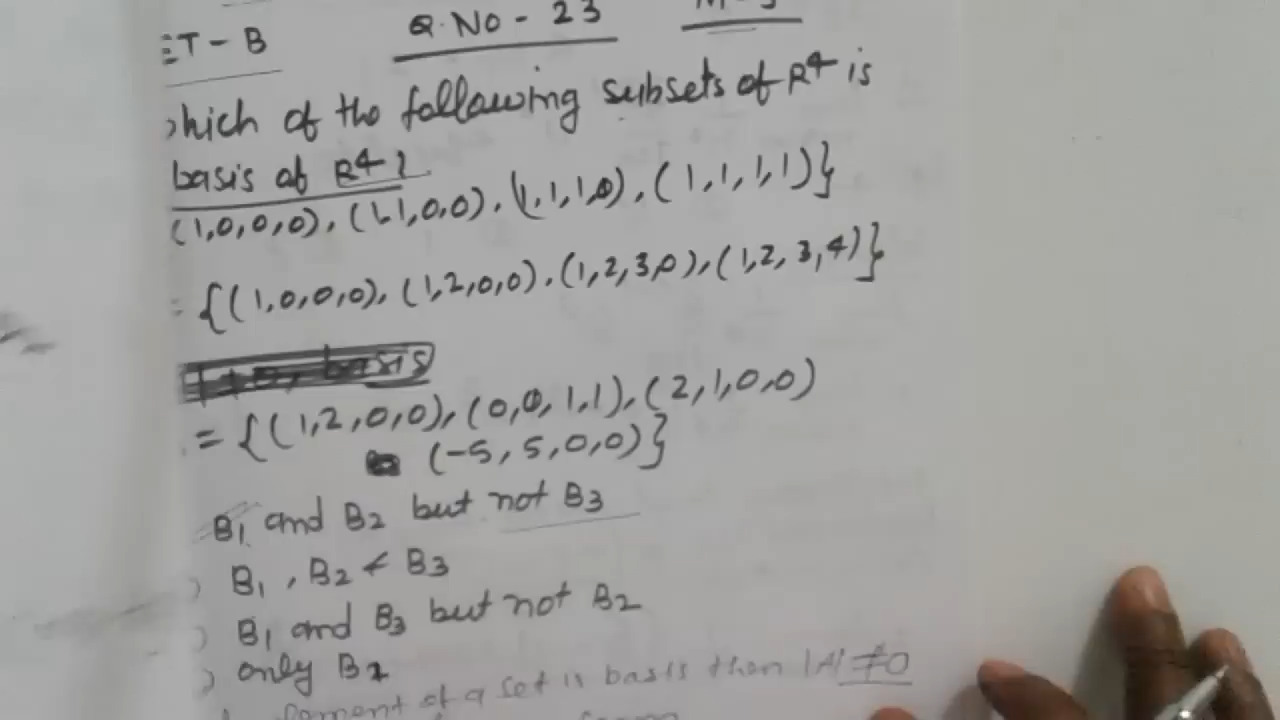 ET - B
Q. No - 23
hich of the following subsets of R4 is
basis of R4 ?
(1,0,0,0), (1,1,0,0), (1,1,1,0), (1,1,1,1)}
= {(1,0,0,0), (1,2,0,0), (1,2,3,0), (1,2,3,4)}
basis
= {(1,2,0,0), (0,0,1,1), (2,1,0,0)
(-5, 5, 0,0)}
B1 and B2 but not B3
) B1, B2 & B3
) B1 and B3 but not B2
) only B2
of a set is basis then |A| ≠ 0